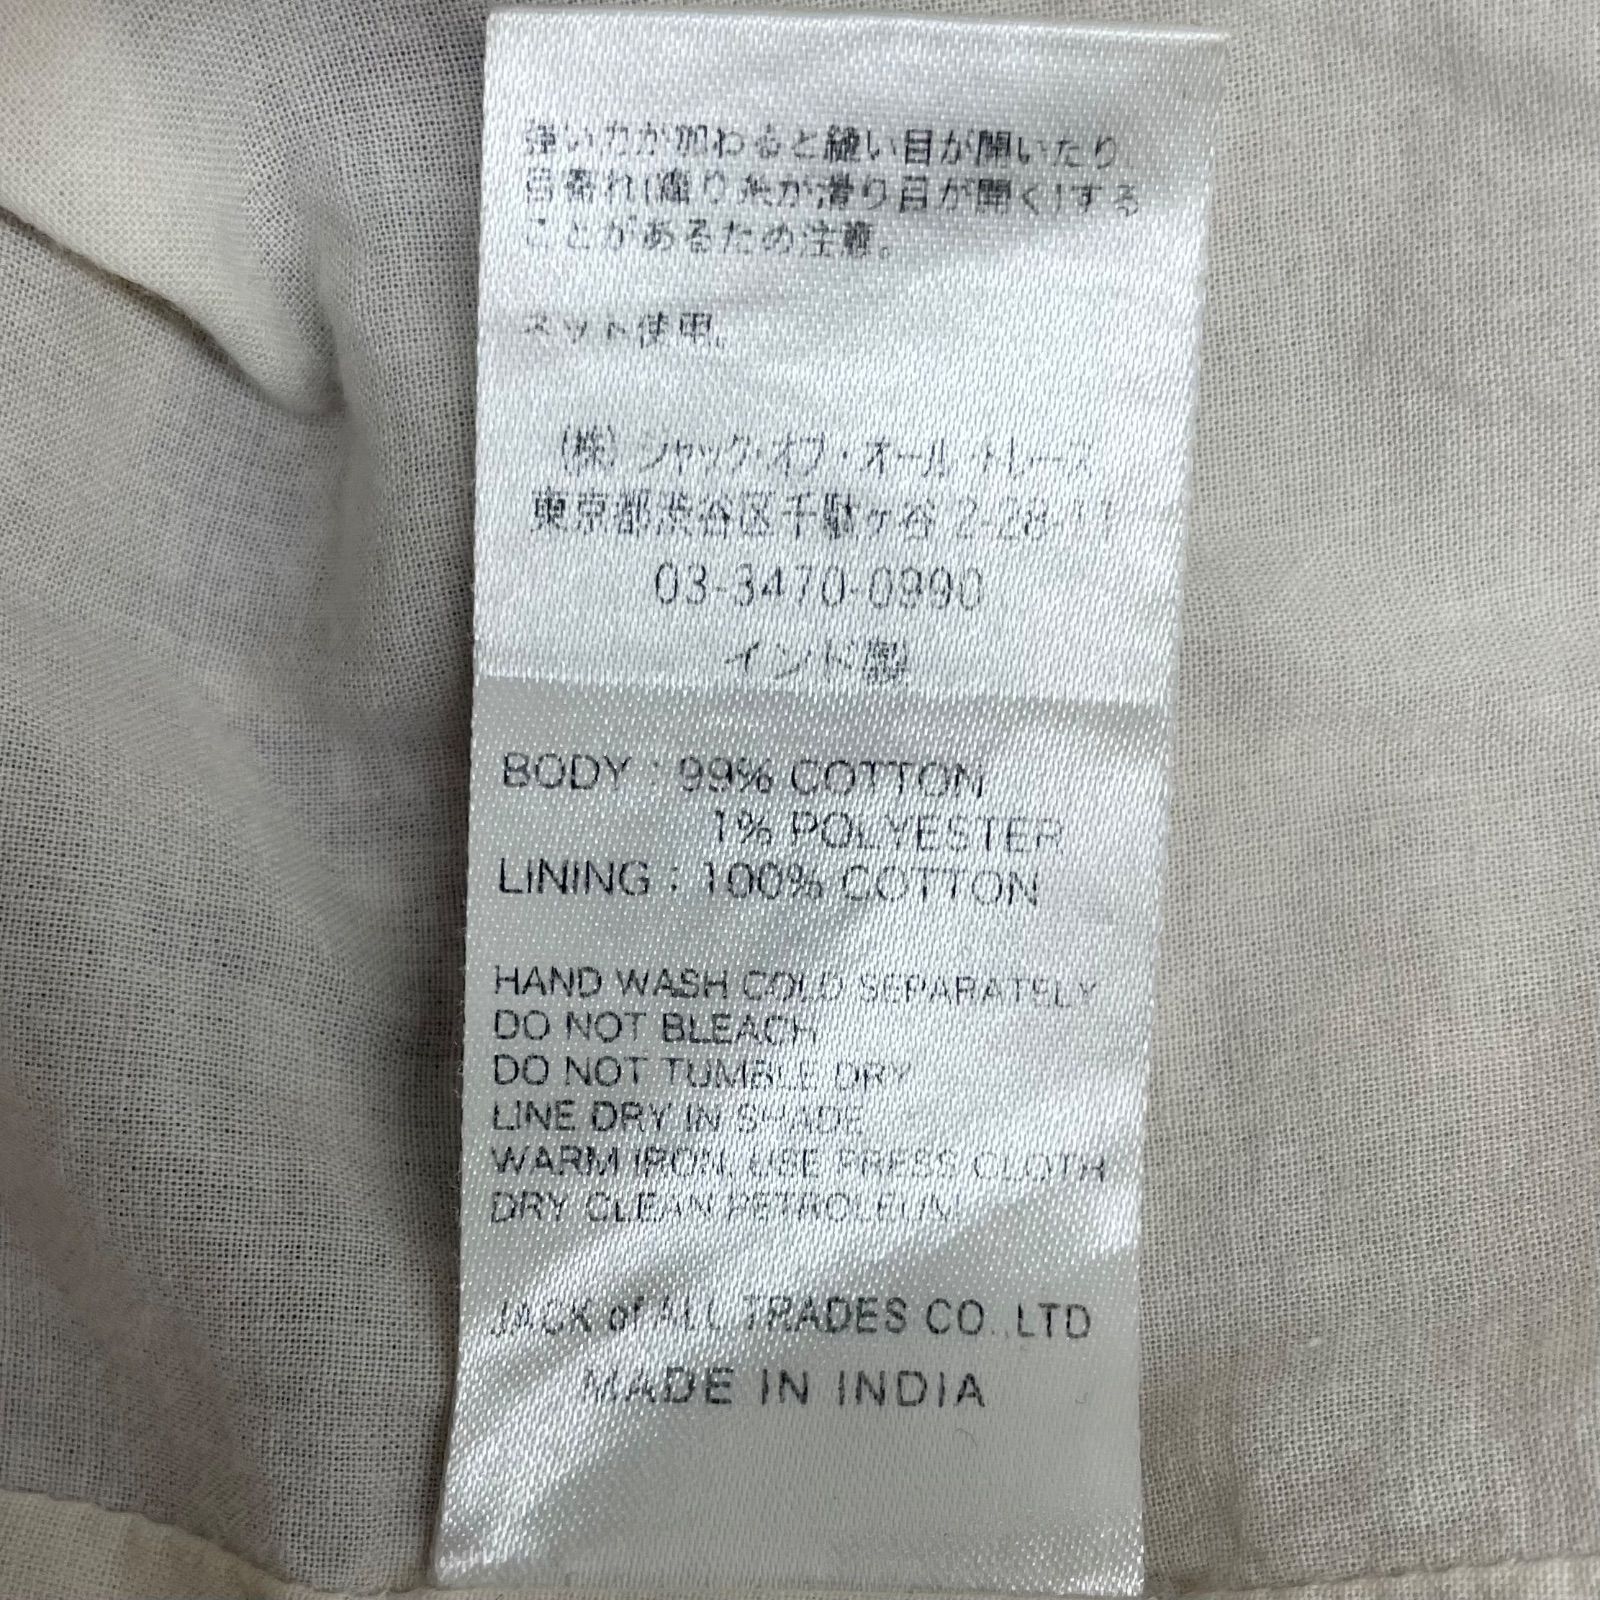 強い力が加わると縫い目が開いたり
目寄れ(織り糸が滑り目が開く)する
ことがあるため注意。
ネット使用。
(株)ジャック・オブ・オール・トレーズ
東京都渋谷区千駄ヶ谷 2-28-11
03-3470-0990
インド製
BODY : 99% COTTON
1% POLYESTER
LINING : 100% COTTON
HAND WASH COLD SEPARATELY
DO NOT BLEACH
DO NOT TUMBLE DRY
LINE DRY IN SHADE
WARM IRON, USE PRESS CLOTH
DRY CLEAN PETROLEUM
JACK of ALL TRADES CO.,LTD
MADE IN INDIA